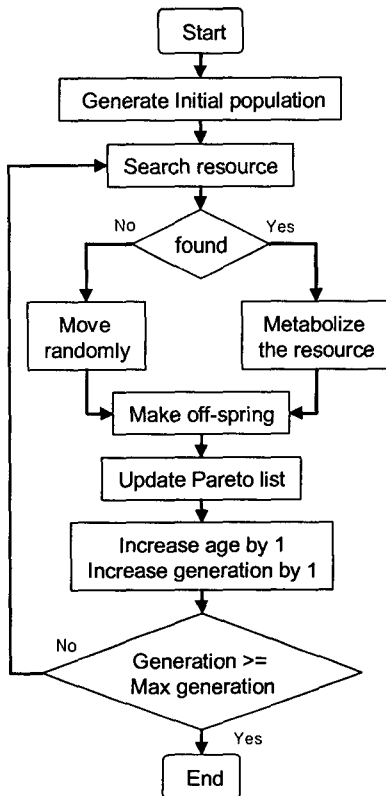 Start
Generate Initial population
Search resource
No
Yes
found
Move
randomly
Metabolize
the resource
Make off-spring
Update Pareto list
Increase age by 1
Increase generation by 1
No
Generation >=
Max generation
Yes
End